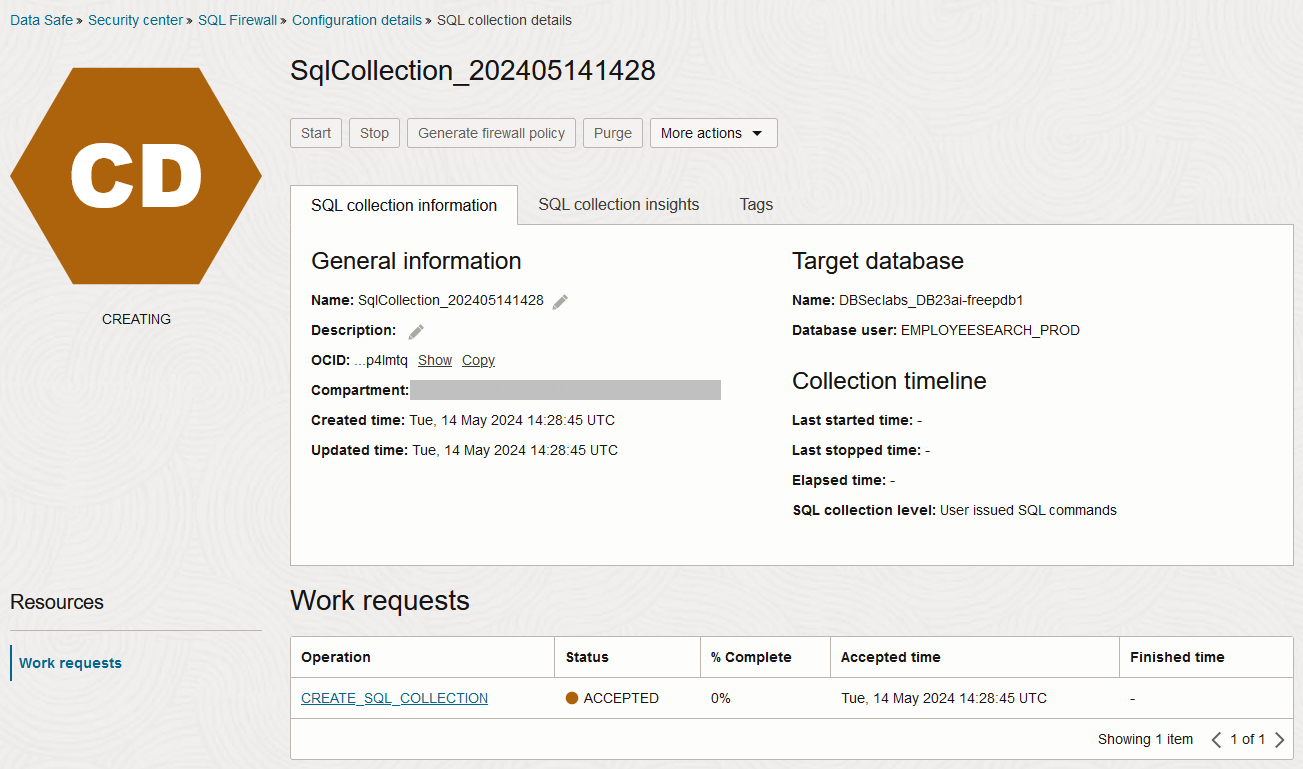 Data Safe » Security center » SQL Firewall » Configuration details » SQL collection details
CD
CREATING
SqlCollection_202405141428
Start Stop Generate firewall policy Purge More actions
SQL collection information SQL collection insights Tags
General information
Name: SqlCollection_202405141428
Description:
OCID: ...p4lmtq Show Copy
Compartment:
Created time: Tue, 14 May 2024 14:28:45 UTC
Updated time: Tue, 14 May 2024 14:28:45 UTC
Target database
Name: DBSeclabs_DB23ai-freepdb1
Database user: EMPLOYEESEARCH_PROD
Collection timeline
Last started time: -
Last stopped time: -
Elapsed time: -
SQL collection level: User issued SQL commands
Resources
Work requests
Work requests
Operation Status % Complete Accepted time Finished time
CREATE_SQL_COLLECTION ACCEPTED 0% Tue, 14 May 2024 14:28:45 UTC -
Showing 1 item 1 of 1